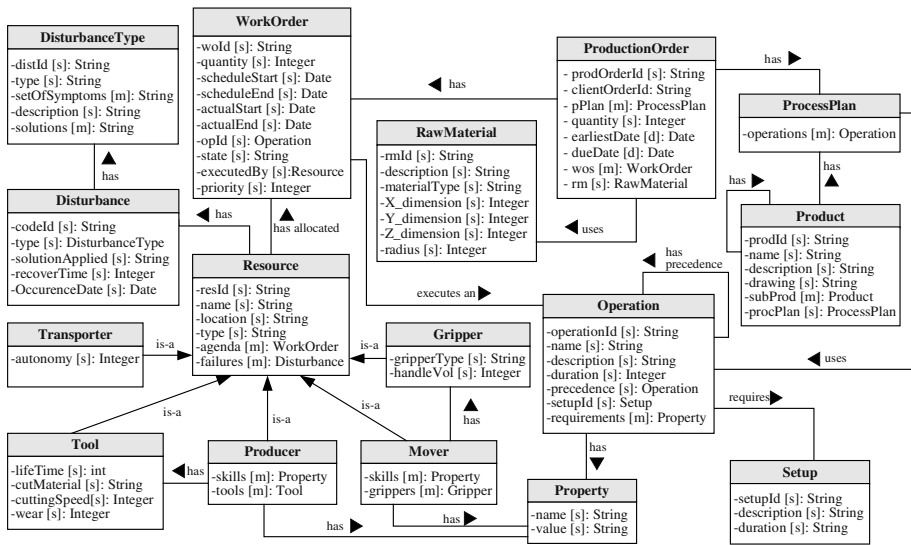 DisturbanceType
-distId [s]: String
-type [s]: String
-setOfSymptoms [m]: String
-description [s]: String
-solutions [m]: String
has
WorkOrder
-woId [s]: String
-quantity [s]: Integer
-scheduleStart [s]: Date
-scheduleEnd [s]: Date
-actualStart [s]: Date
-actualEnd [s]: Date
-opId [s]: Operation
-state [s]: String
-executedBy [s]:Resource
-priority [s]: Integer
has
ProductionOrder
- prodOrderId [s]: String
- clientOrderId: String
- pPlan [m]: ProcessPlan
- quantity [s]: Integer
- earliestDate [d]: Date
- dueDate [d]: Date
- wos [m]: WorkOrder
- rm [s]: RawMaterial
has
ProcessPlan
-operations [m]: Operation
has
RawMaterial
-rmId [s]: String
-description [s]: String
-materialType [s]: String
-X_dimension [s]: Integer
-Y_dimension [s]: Integer
-Z_dimension [s]: Integer
-radius [s]: Integer
uses
has
Product
-prodId [s]: String
-name [s]: String
-description [s]: String
-drawing [s]: String
-subProd [m]: Product
-procPlan [s]: ProcessPlan
Disturbance
-codeId [s]: String
-type [s]: DisturbanceType
-solutionApplied [s]: String
-recoverTime [s]: Integer
-OccurenceDate [s]: Date
has
has allocated
Resource
-resId [s]: String
-name [s]: String
-location [s]: String
-type [s]: String
-agenda [m]: WorkOrder
-failures [m]: Disturbance
executes an
has
precedence
Operation
-operationId [s]: String
-name [s]: String
-description [s]: String
-duration [s]: Integer
-precedence [s]: Operation
-setupId [s]: Setup
-requirements [m]: Property
uses
requires
Transporter
-autonomy [s]: Integer
is-a
is-a
Gripper
-gripperType [s]: String
-handleVol [s]: Integer
is-a
is-a
is-a
has
Tool
-lifeTime [s]: int
-cutMaterial [s]: String
-cuttingSpeed[s]: Integer
-wear [s]: Integer
has
Producer
-skills [m]: Property
-tools [m]: Tool
Mover
-skills [m]: Property
-grippers [m]: Gripper
has
Property
-name [s]: String
-value [s]: String
has
has
Setup
-setupId [s]: String
-description [s]: String
-duration [s]: String